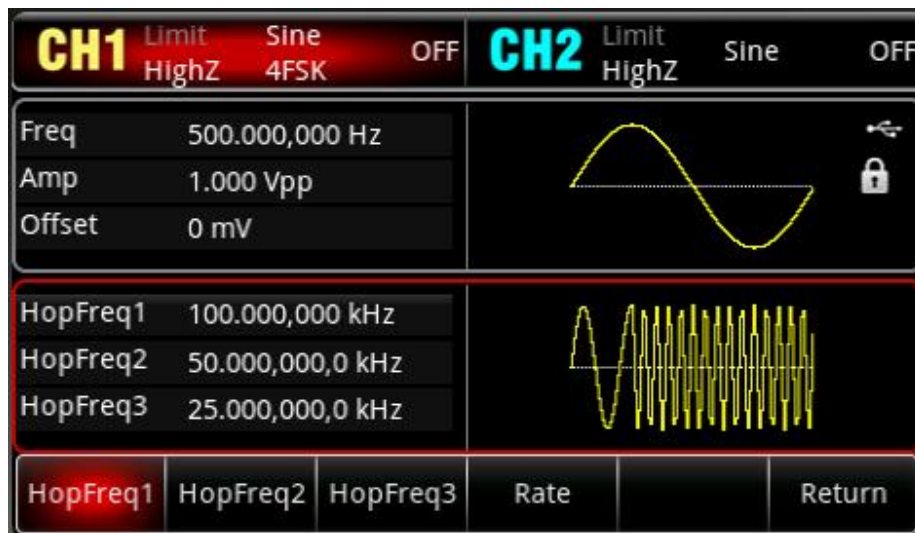 CH1 Limit Sine OFF CH2 Limit Sine OFF
HighZ 4FSK HighZ
Freq 500.000,000 Hz
Amp 1.000 Vpp
Offset 0 mV
HopFreq1 100.000,000 kHz
HopFreq2 50.000,000,0 kHz
HopFreq3 25.000,000,0 kHz
HopFreq1 HopFreq2 HopFreq3 Rate Return